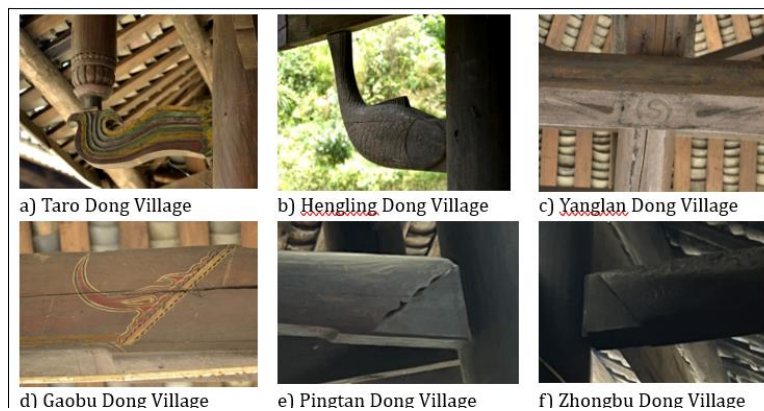 a) Taro Dong Village
b) Hengling Dong Village
c) Yanglan Dong Village
d) Gaobu Dong Village
e) Pingtan Dong Village
f) Zhongbu Dong Village